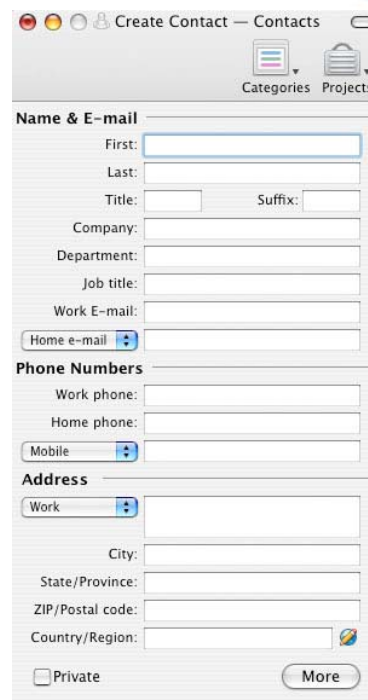 Create Contact — Contacts
Categories Projects
Name & E-mail
First:
Last:
Title: Suffix:
Company:
Department:
Job title:
Work E-mail:
Home e-mail
Phone Numbers
Work phone:
Home phone:
Mobile
Address
Work
City:
State/Province:
ZIP/Postal code:
Country/Region:
Private More